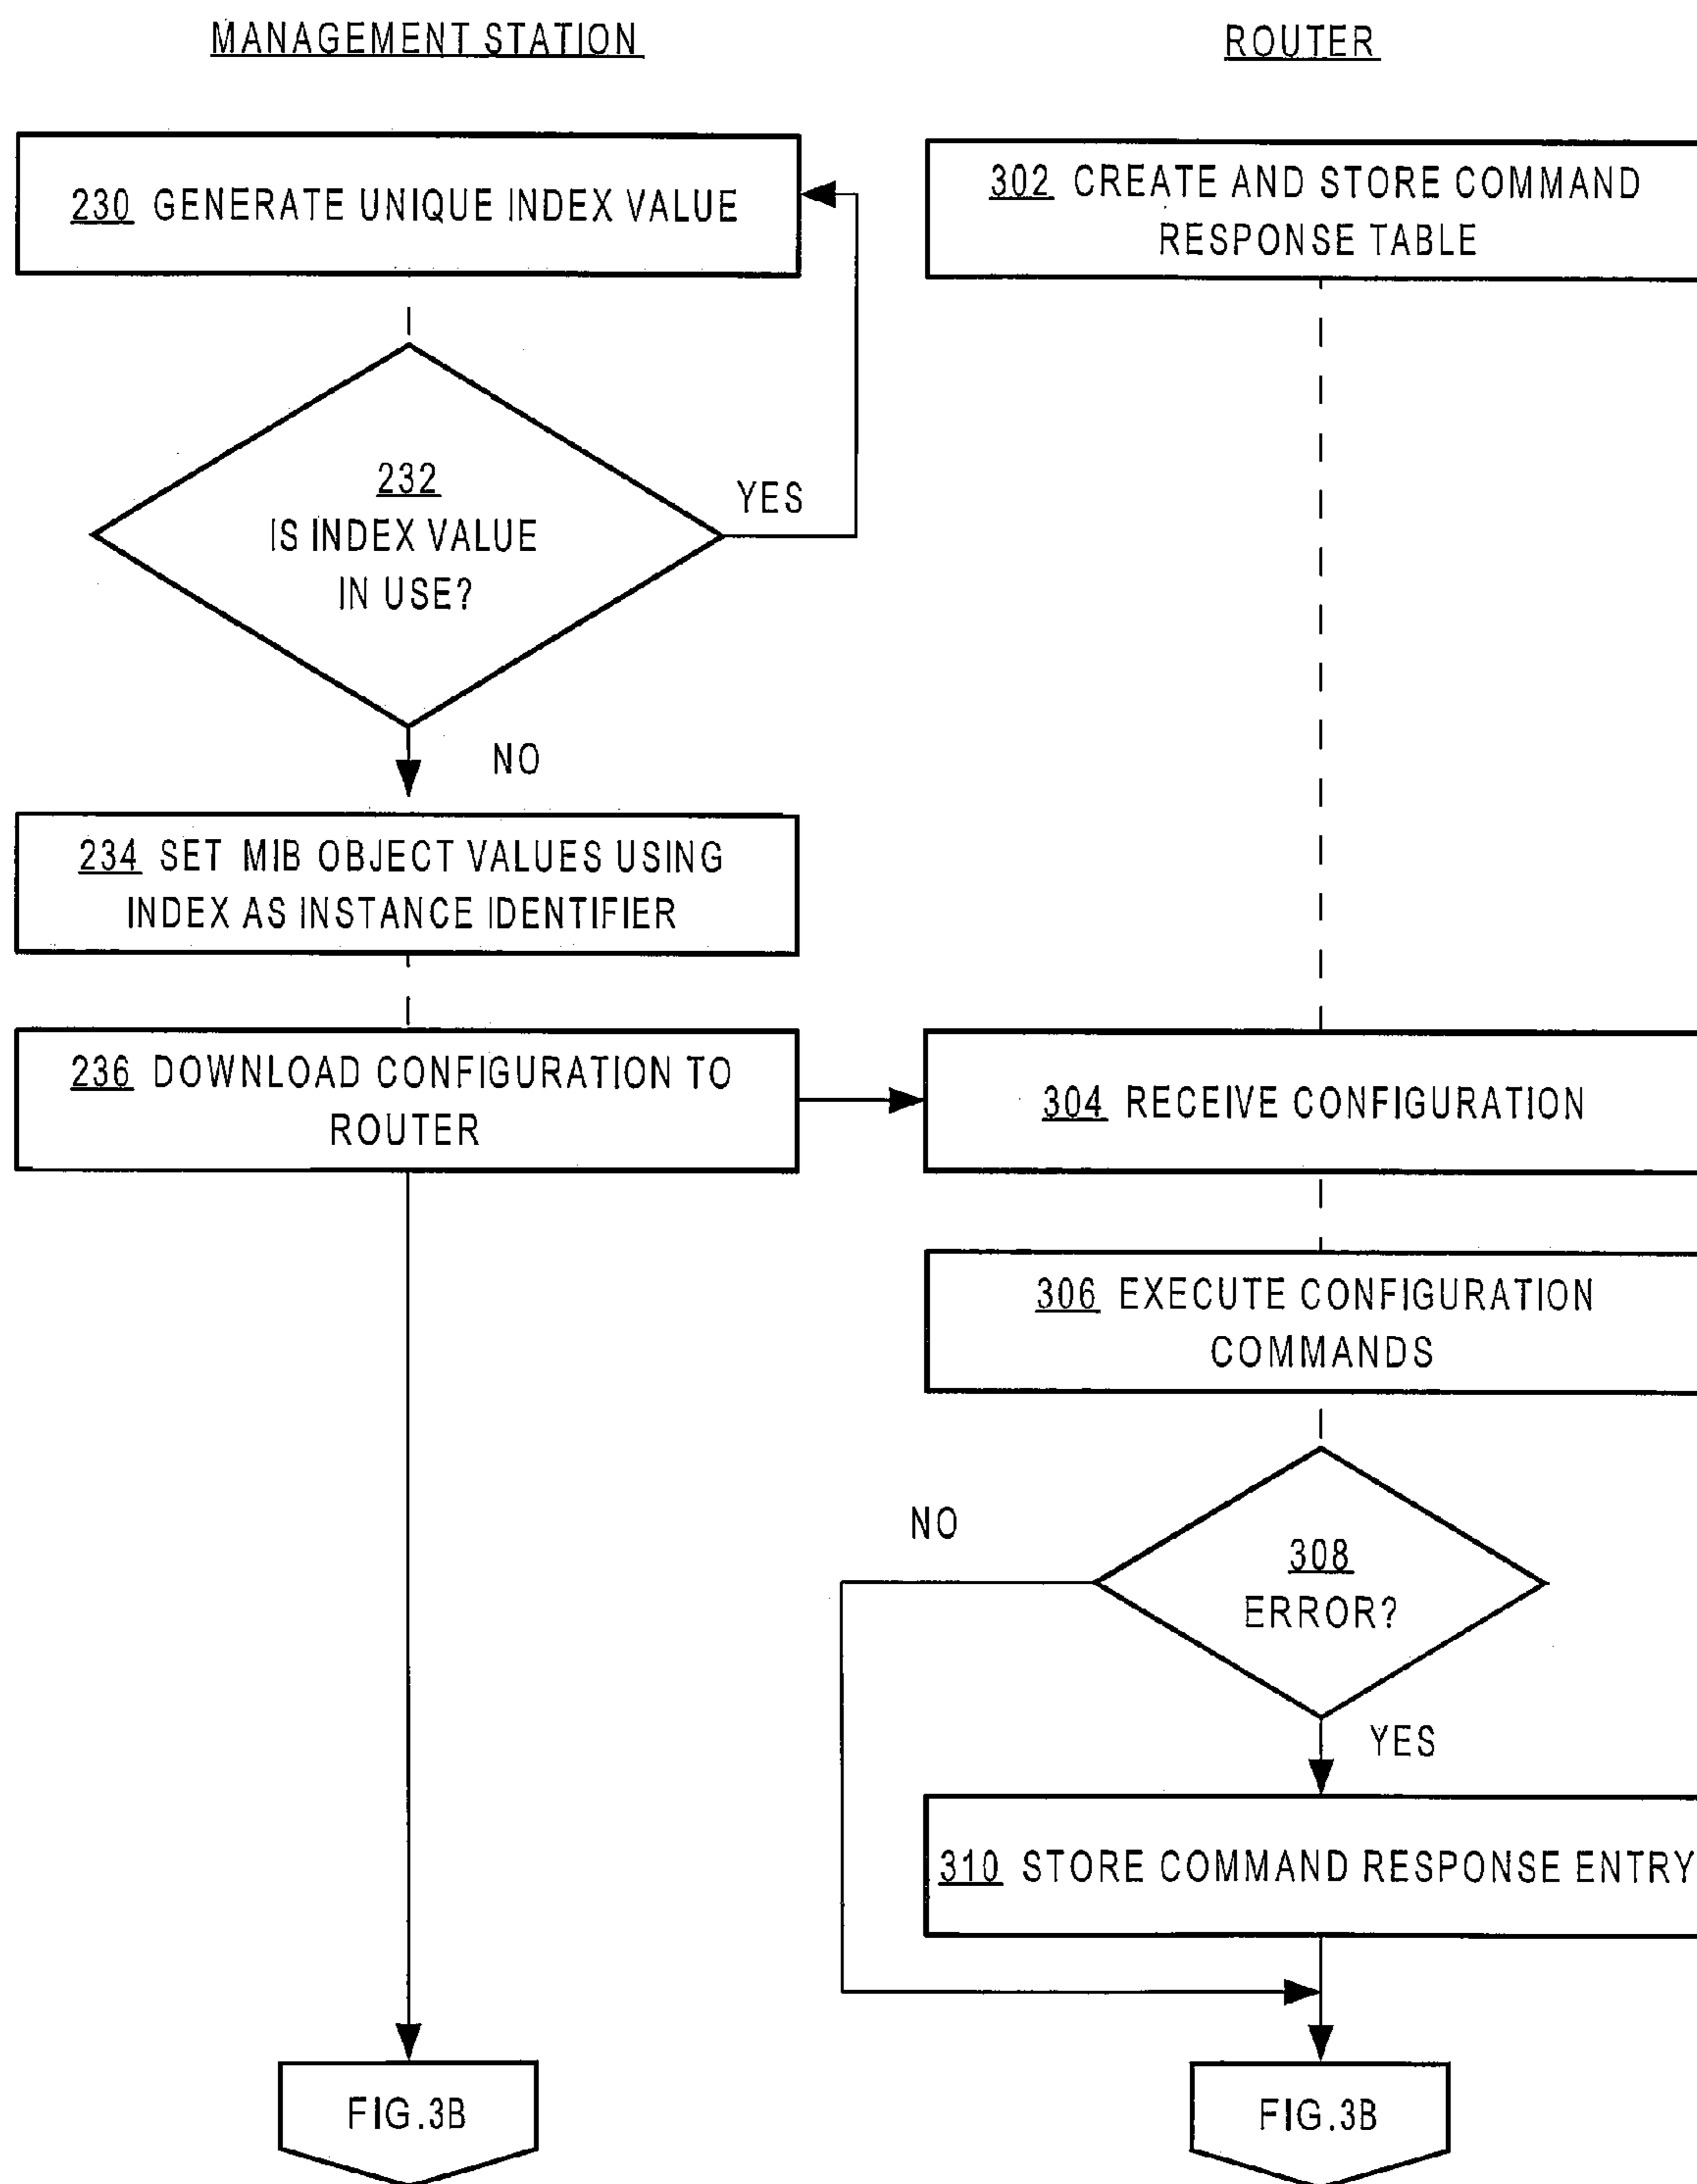 MANAGEMENT STATION
ROUTER
230 GENERATE UNIQUE INDEX VALUE
302 CREATE AND STORE COMMAND
RESPONSE TABLE
232
IS INDEX VALUE
IN USE?
YES
NO
234 SET MIB OBJECT VALUES USING
INDEX AS INSTANCE IDENTIFIER
236 DOWNLOAD CONFIGURATION TO
ROUTER
304 RECEIVE CONFIGURATION
306 EXECUTE CONFIGURATION
COMMANDS
308
ERROR?
NO
YES
310 STORE COMMAND RESPONSE ENTRY
FIG.3B
FIG.3B